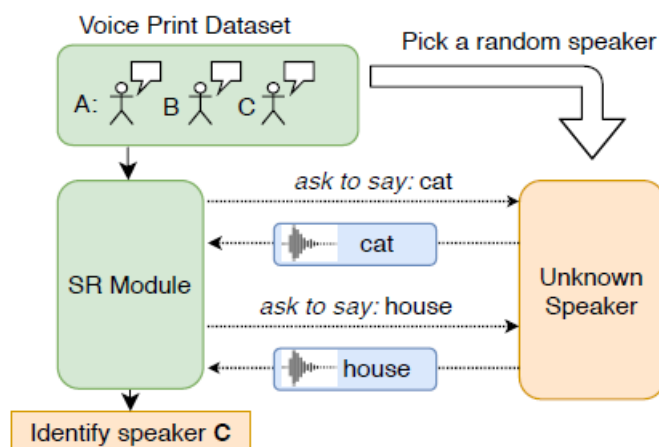 Voice Print Dataset
Pick a random speaker
A: B C
ask to say: cat
cat
SR Module
Unknown
Speaker
ask to say: house
house
Identify speaker C